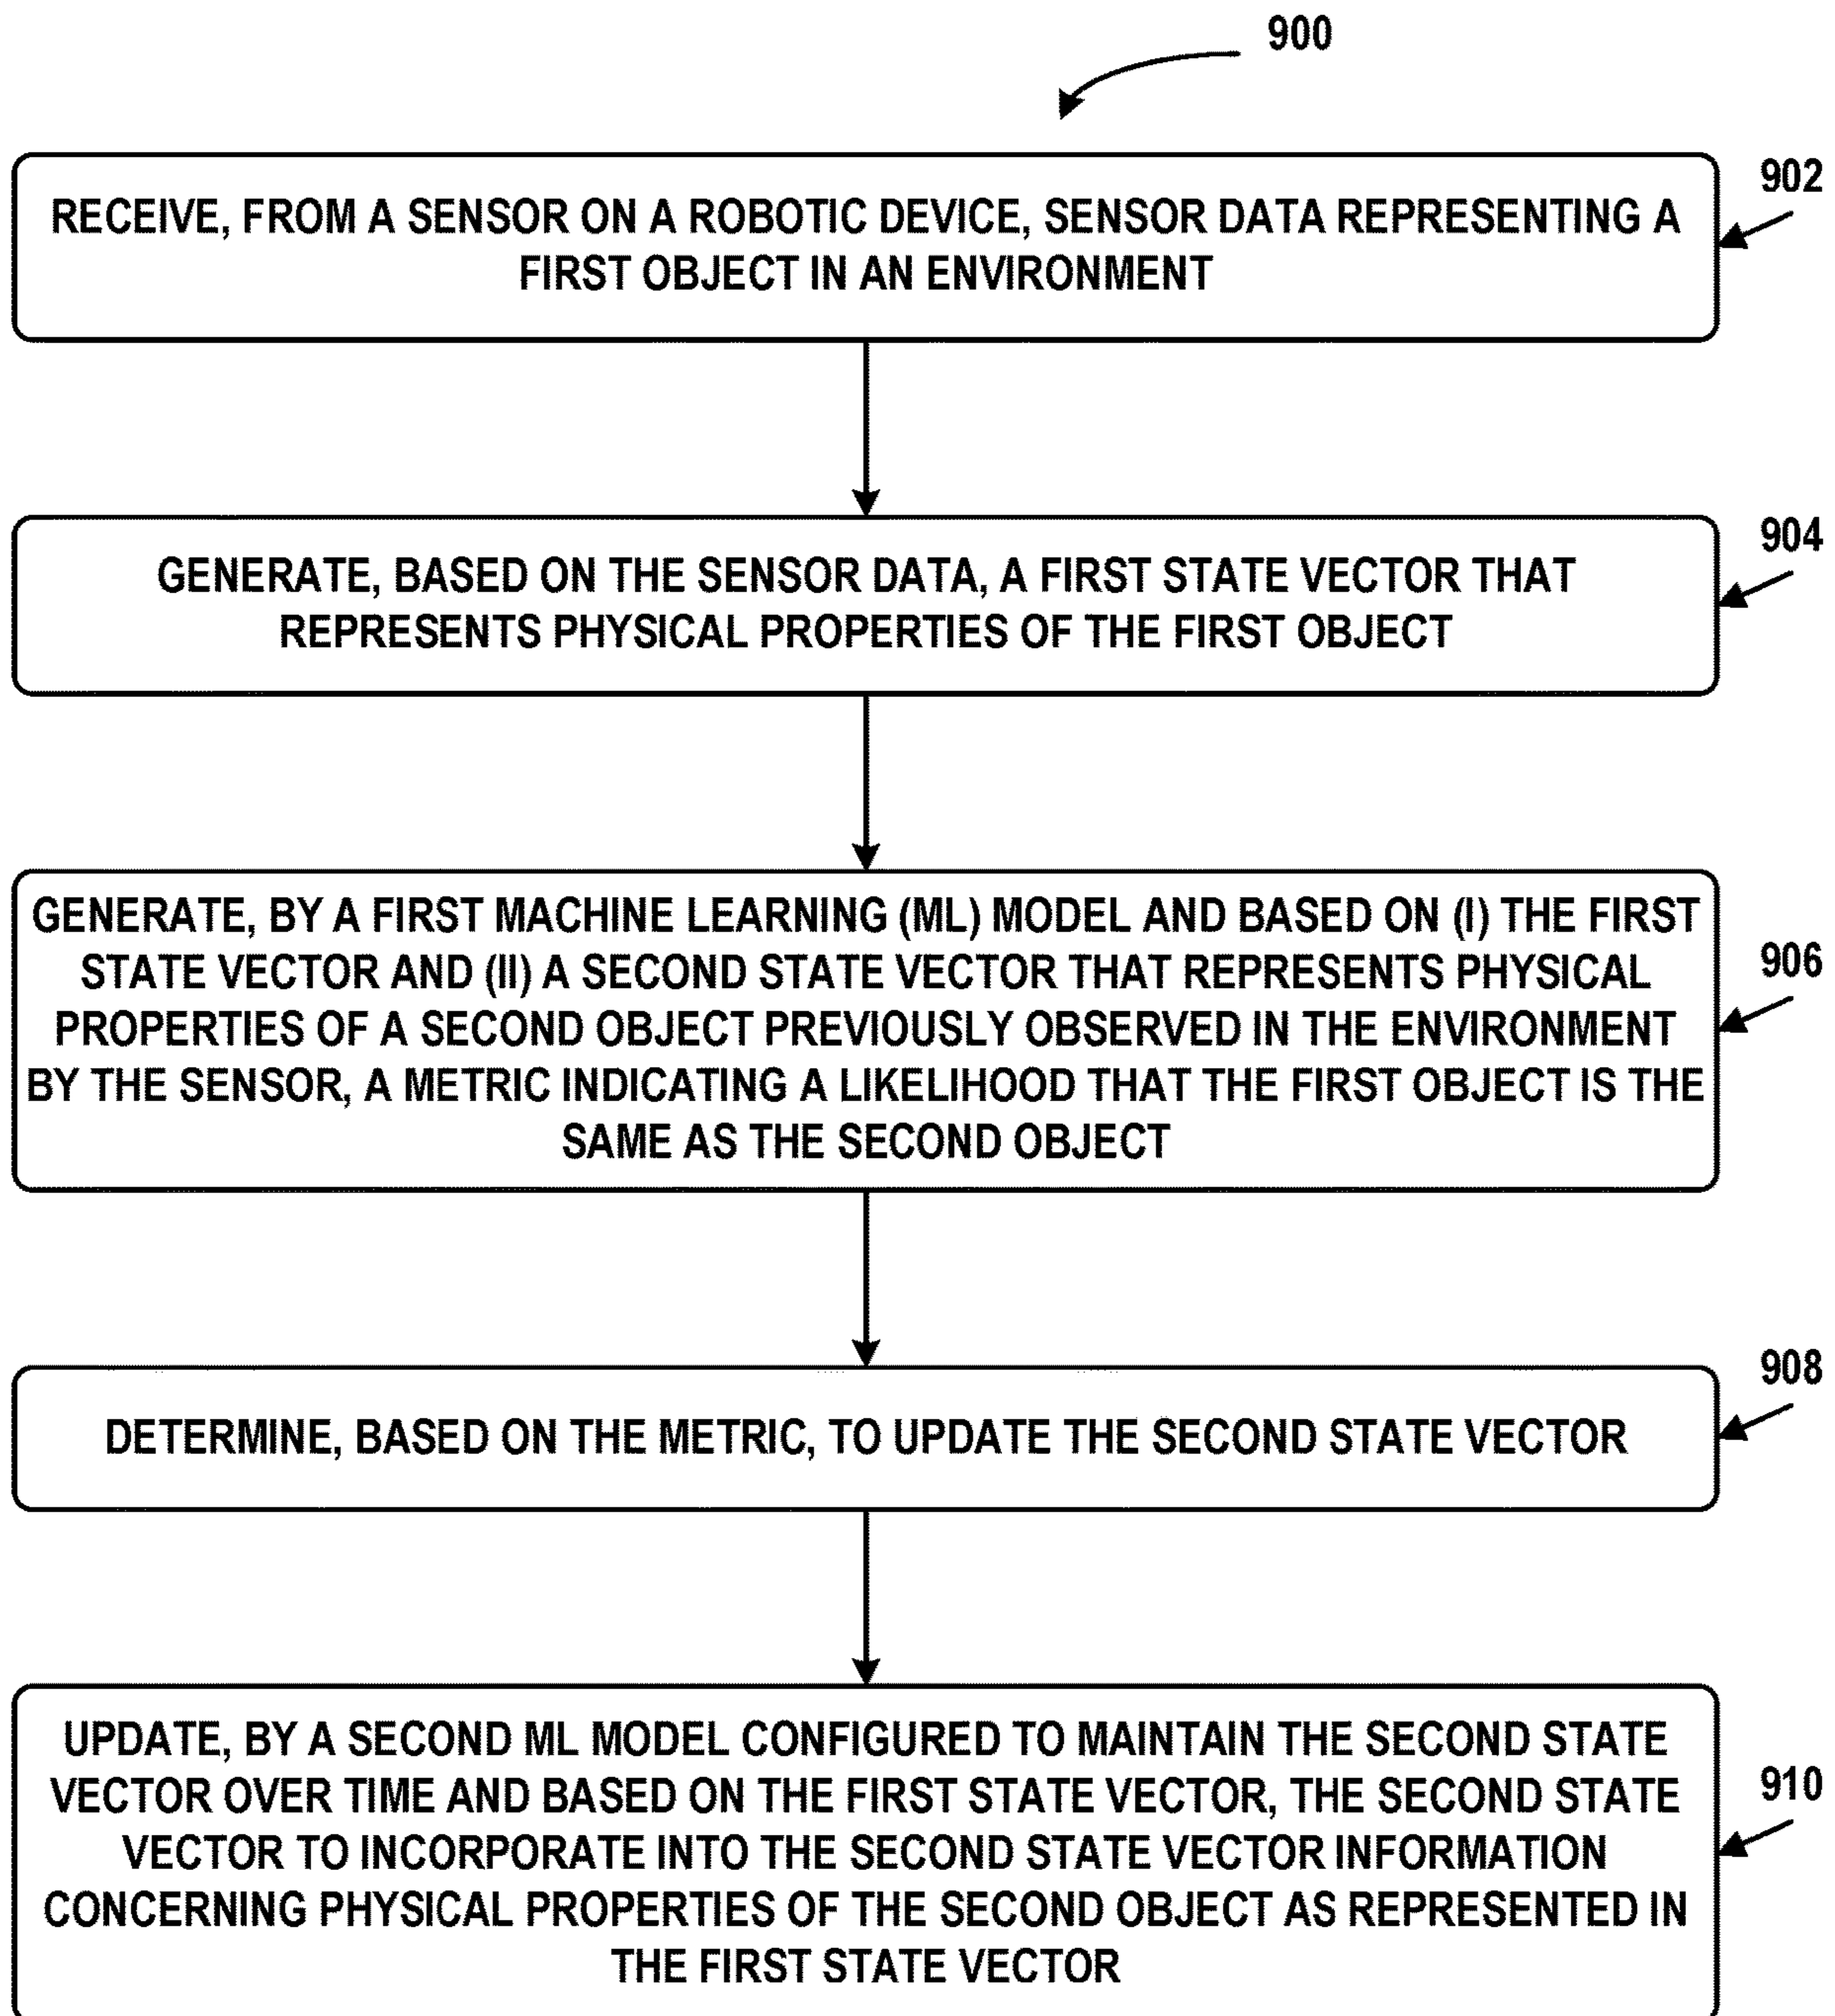 900
902
RECEIVE, FROM A SENSOR ON A ROBOTIC DEVICE, SENSOR DATA REPRESENTING A
FIRST OBJECT IN AN ENVIRONMENT
904
GENERATE, BASED ON THE SENSOR DATA, A FIRST STATE VECTOR THAT
REPRESENTS PHYSICAL PROPERTIES OF THE FIRST OBJECT
906
GENERATE, BY A FIRST MACHINE LEARNING (ML) MODEL AND BASED ON (I) THE FIRST
STATE VECTOR AND (II) A SECOND STATE VECTOR THAT REPRESENTS PHYSICAL
PROPERTIES OF A SECOND OBJECT PREVIOUSLY OBSERVED IN THE ENVIRONMENT
BY THE SENSOR, A METRIC INDICATING A LIKELIHOOD THAT THE FIRST OBJECT IS THE
SAME AS THE SECOND OBJECT
908
DETERMINE, BASED ON THE METRIC, TO UPDATE THE SECOND STATE VECTOR
910
UPDATE, BY A SECOND ML MODEL CONFIGURED TO MAINTAIN THE SECOND STATE
VECTOR OVER TIME AND BASED ON THE FIRST STATE VECTOR, THE SECOND STATE
VECTOR TO INCORPORATE INTO THE SECOND STATE VECTOR INFORMATION
CONCERNING PHYSICAL PROPERTIES OF THE SECOND OBJECT AS REPRESENTED IN
THE FIRST STATE VECTOR